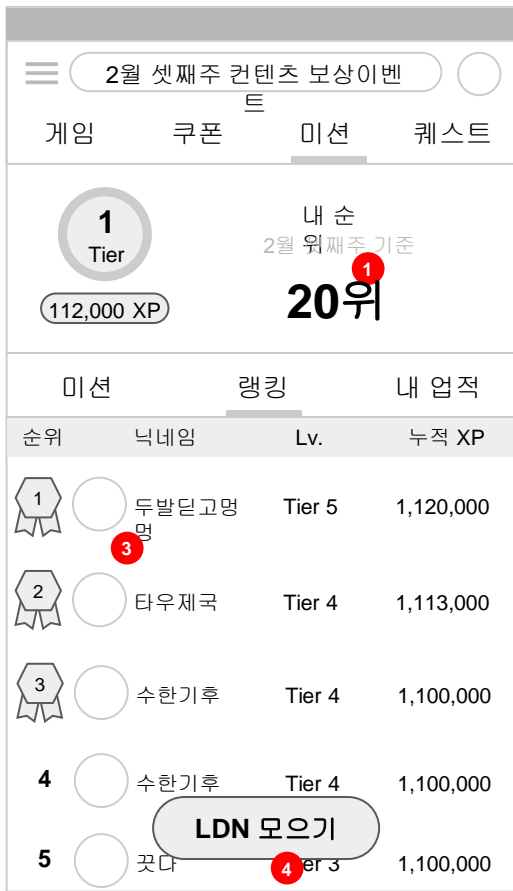 2월 셋째주 컨텐츠 보상이벤
트
게임 쿠폰 미션 퀘스트
1
Tier
112,000 XP
내 순
위
2월 셋째주 기준
1
20위
미션 랭킹 내 업적
순위 닉네임 Lv. 누적 XP
1 두발딛고멍 Tier 5 1,120,000
멍
3
2 타우제국 Tier 4 1,113,000
3 수한기후 Tier 4 1,100,000
4 수한기후 Tier 4 1,100,000
LDN 모으기
4
5 끗다 Tier 3 1,100,000